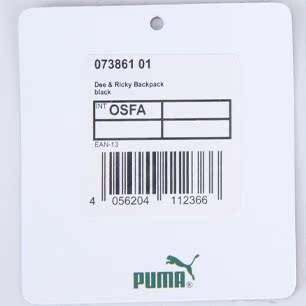 073861 01
Dee & Ricky Backpack
black
INT OSFA
EAN-13
4 056204 112366
PUMA®